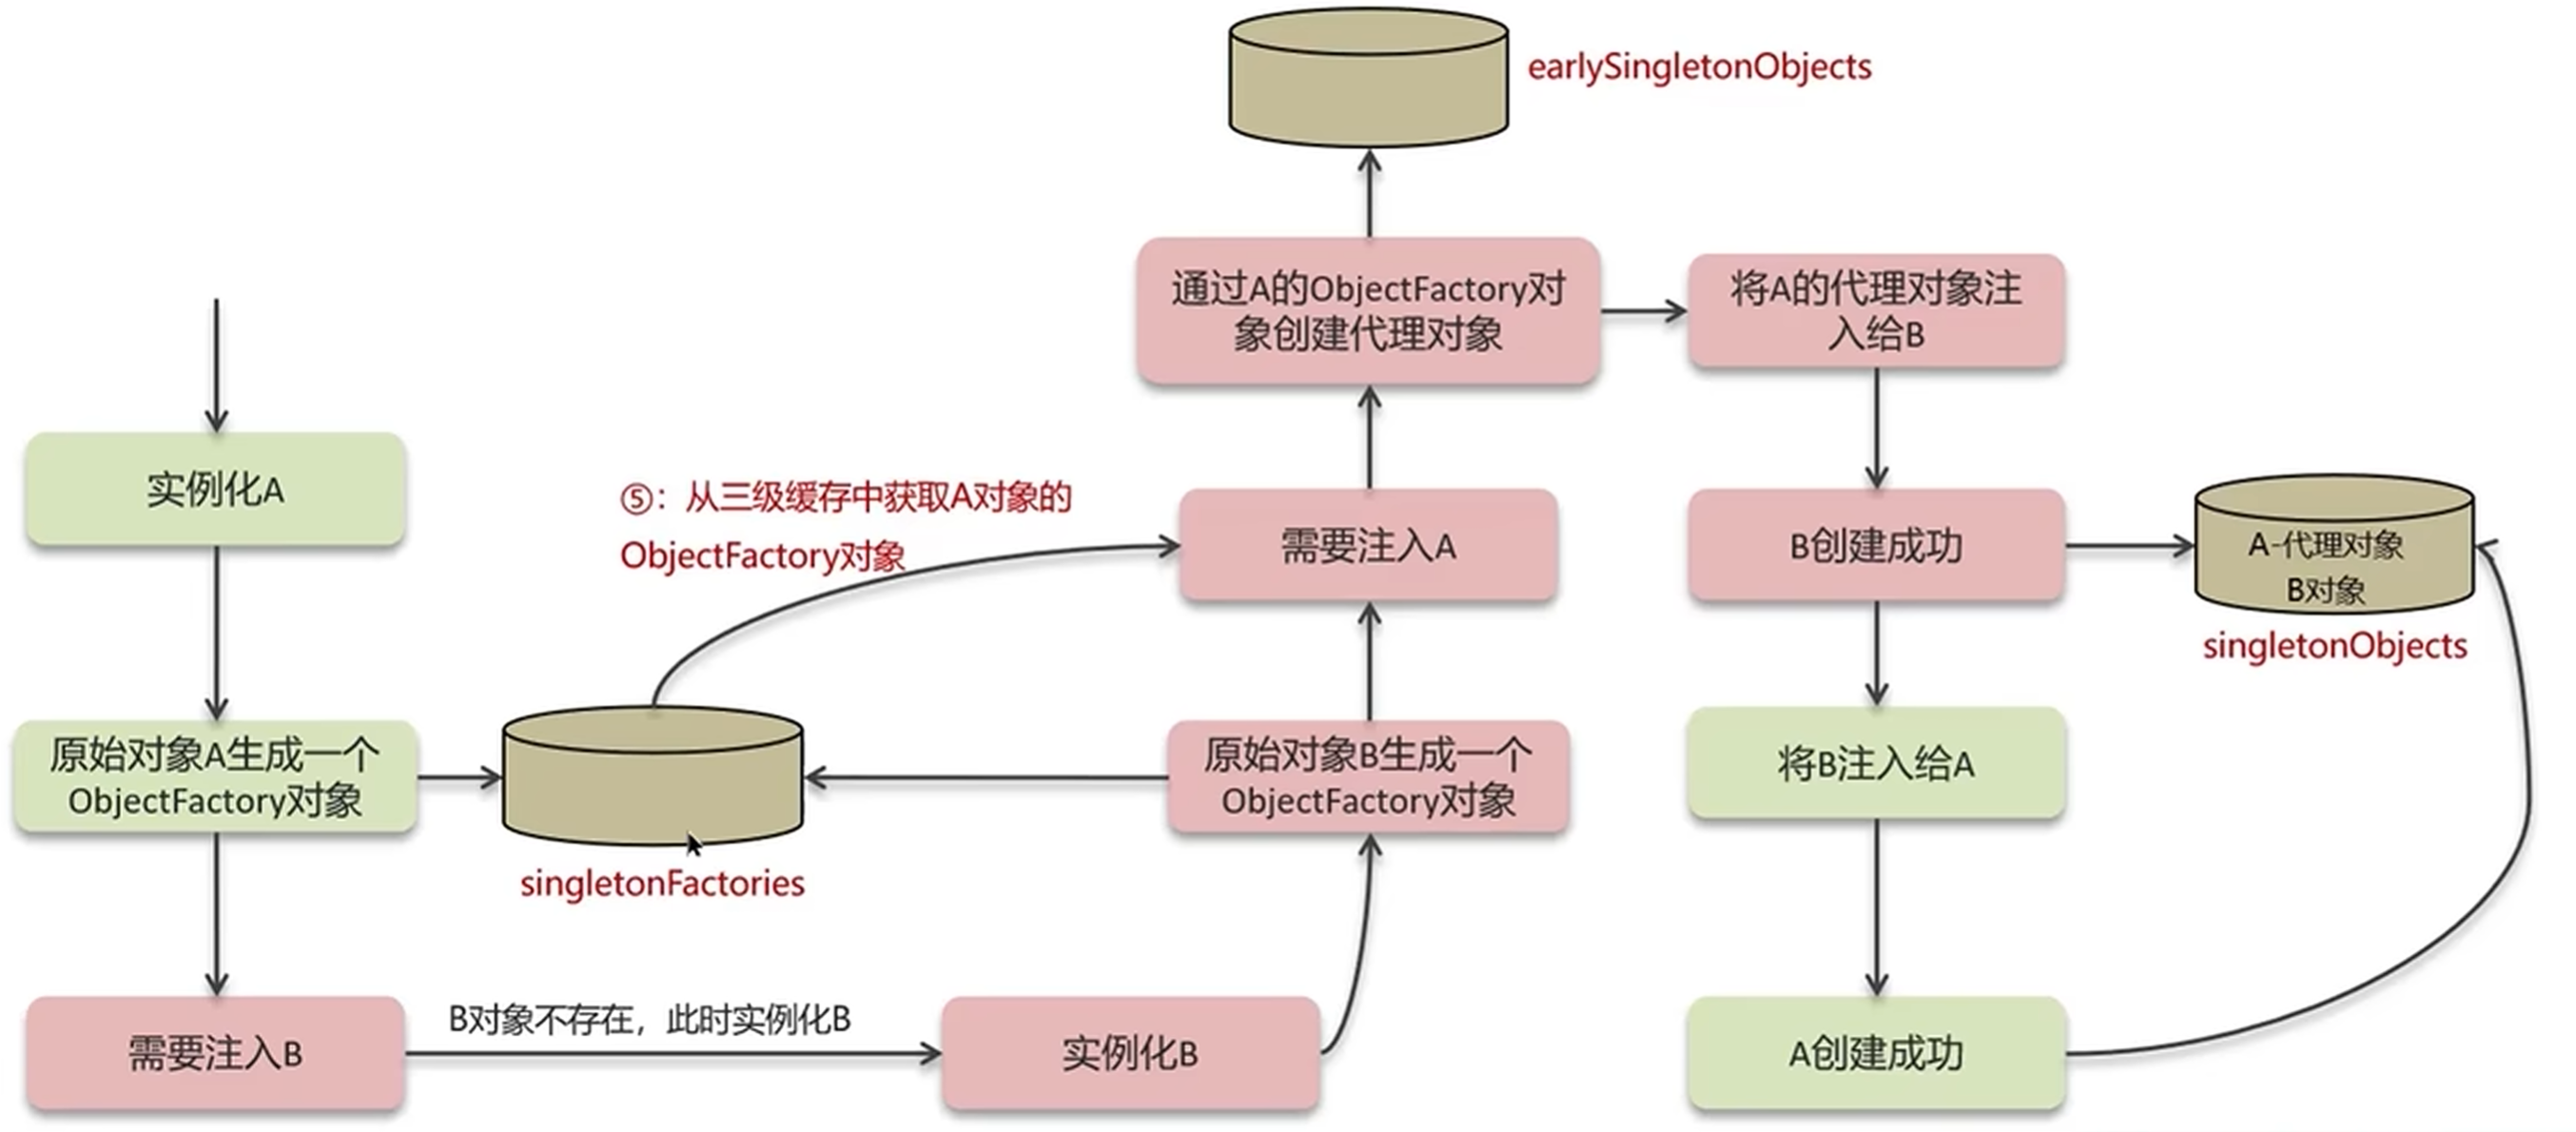 earlySingletonObjects
通过A的ObjectFactory对
象创建代理对象
将A的代理对象注
入给B
实例化A
⑤：从三级缓存中获取A对象的
ObjectFactory对象
需要注入A
B创建成功
A-代理对象
B对象
singletonObjects
原始对象A生成一个
ObjectFactory对象
singletonFactories
原始对象B生成一个
ObjectFactory对象
将B注入给A
需要注入B
B对象不存在，此时实例化B
实例化B
A创建成功